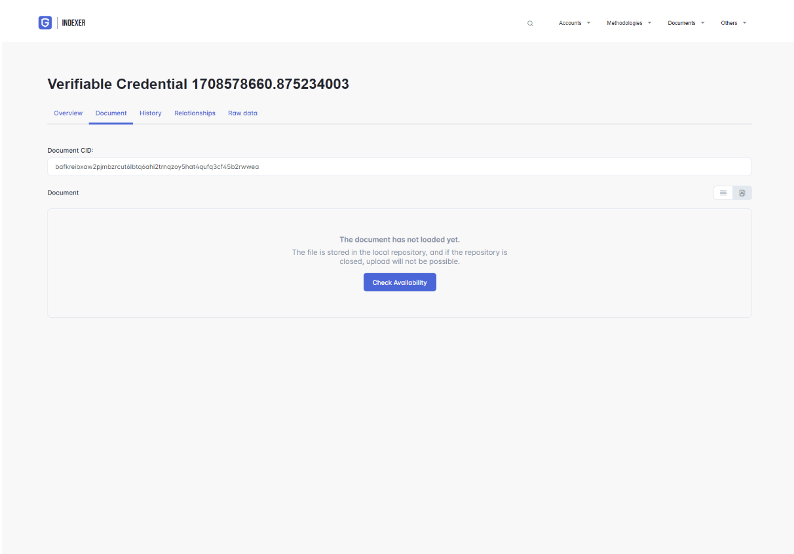 G INDEXER
Accounts Methodologies Documents Others
Verifiable Credential 1708578660.875234003
Overview Document History Relationships Raw data
Document CID:
Document
The document has not loaded yet.
The file is stored in the local repository, and if the repository is
closed, upload will not be possible.
Check Availability